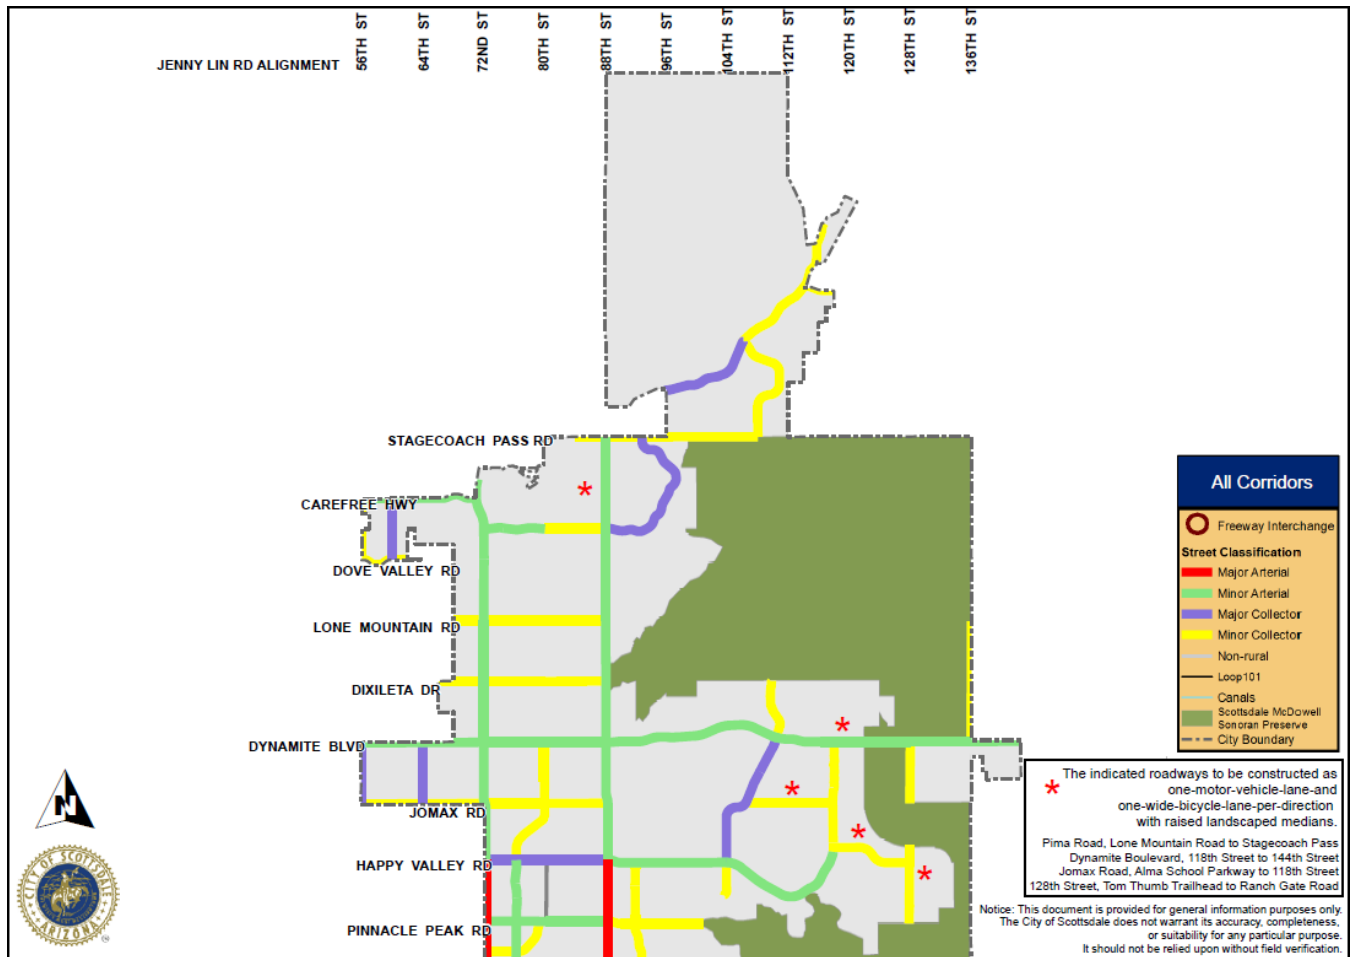 56TH ST
64TH ST
72ND ST
80TH ST
88TH ST
96TH ST
104TH ST
112TH ST
120TH ST
128TH ST
136TH ST
JENNY LIN RD ALIGNMENT
STAGECOACH PASS RD
CAREFREE HWY
DOVE VALLEY RD
LONE MOUNTAIN RD
DIXILETA DR
DYNAMITE BLVD
JOMAX RD
HAPPY VALLEY RD
PINNACLE PEAK RD
All Corridors
Freeway Interchange
Street Classification
Major Arterial
Minor Arterial
Major Collector
Minor Collector
Non-rural
Loop101
Canals
Scottsdale McDowell
Sonoran Preserve
City Boundary
* The indicated roadways to be constructed as
one-motor-vehicle-lane-and
one-wide-bicycle-lane-per-direction
with raised landscaped medians.
Pima Road, Lone Mountain Road to Stagecoach Pass
Dynamite Boulevard, 118th Street to 144th Street
Jomax Road, Alma School Parkway to 118th Street
128th Street, Tom Thumb Trailhead to Ranch Gate Road
Notice: This document is provided for general information purposes only.
The City of Scottsdale does not warrant its accuracy, completeness,
or suitability for any particular purpose.
It should not be relied upon without field verification.
N
CITY OF SCOTTSDALE
ARIZONA